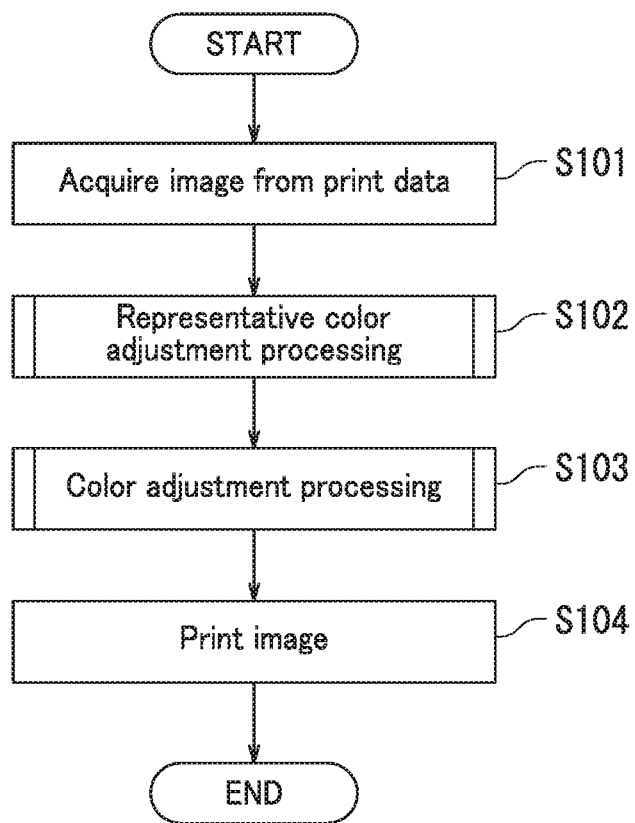 START
Acquire image from print data
S101
Representative color
adjustment processing
S102
Color adjustment processing
S103
Print image
S104
END